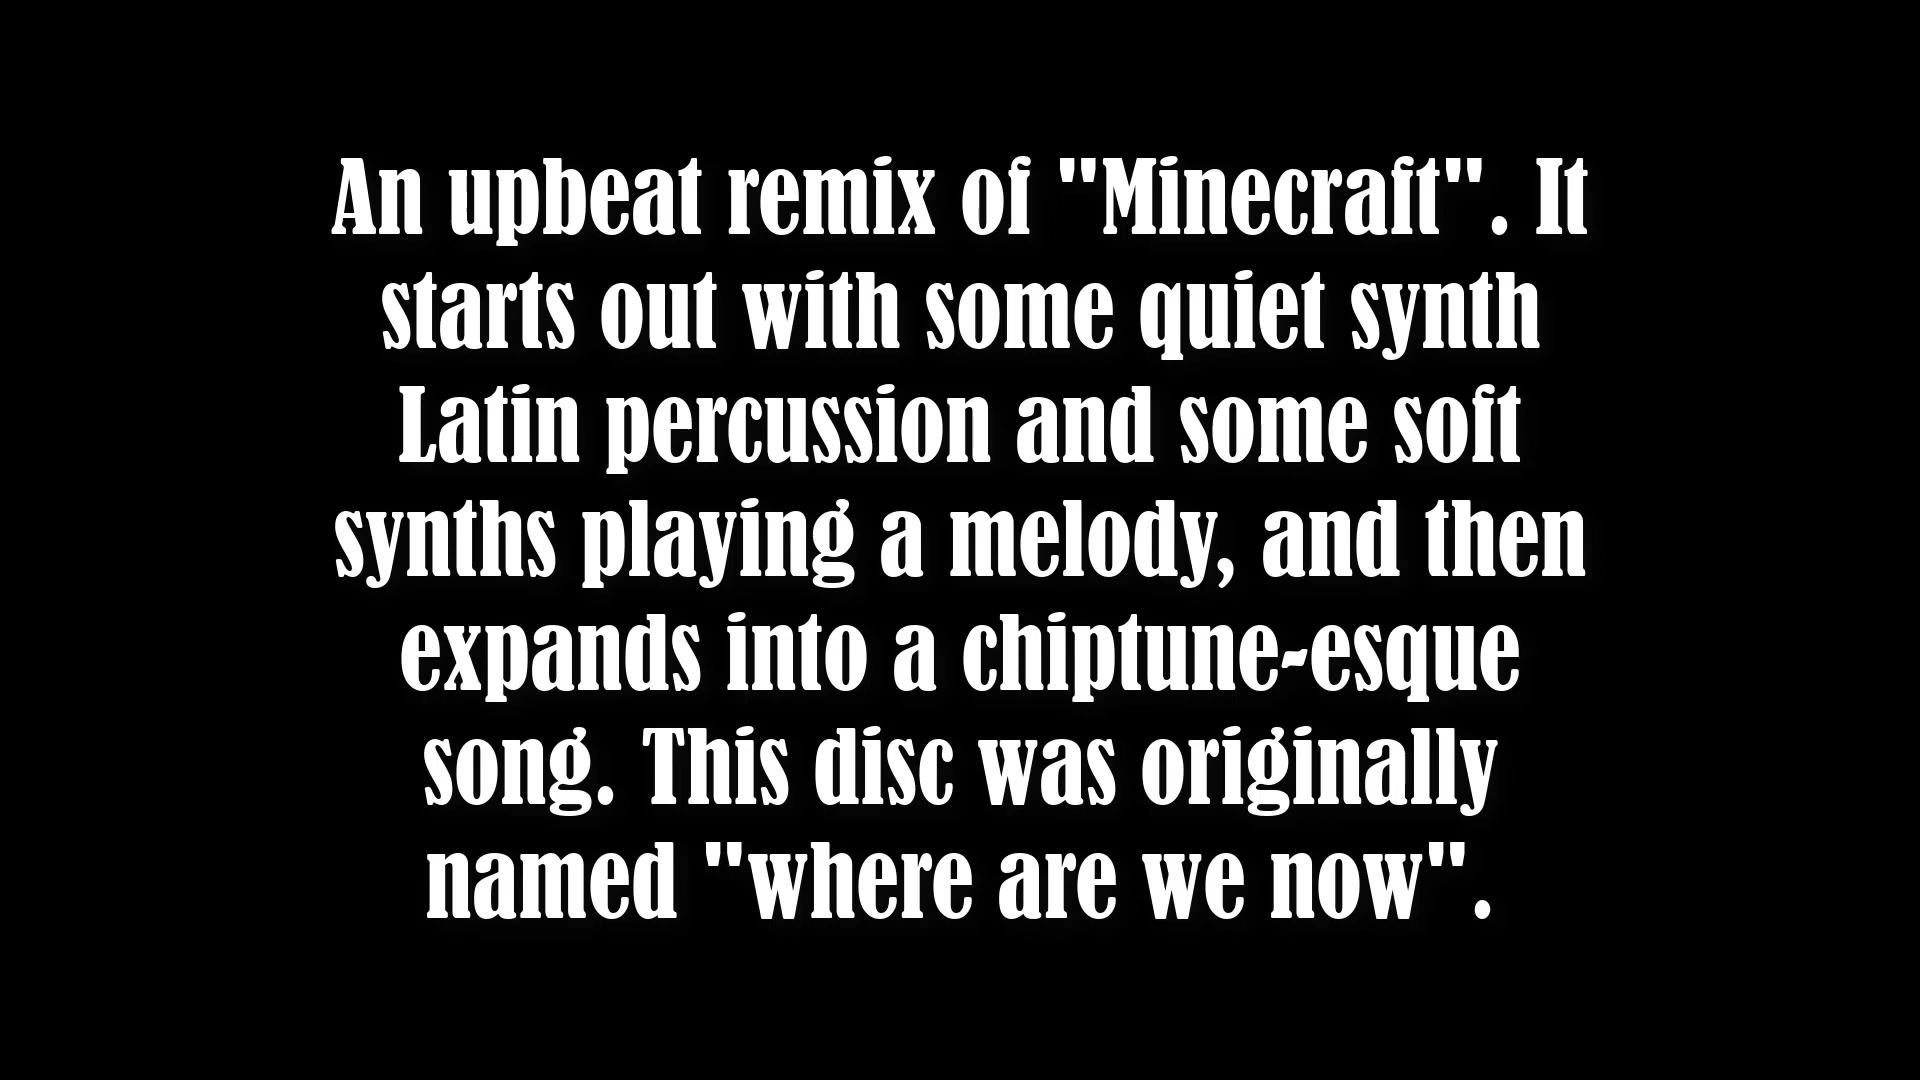 An upbeat remix of "Minecraft". It
starts out with some quiet synth
Latin percussion and some soft
synths playing a melody, and then
expands into a chiptune-esque
song. This disc was originally
named "where are we now".